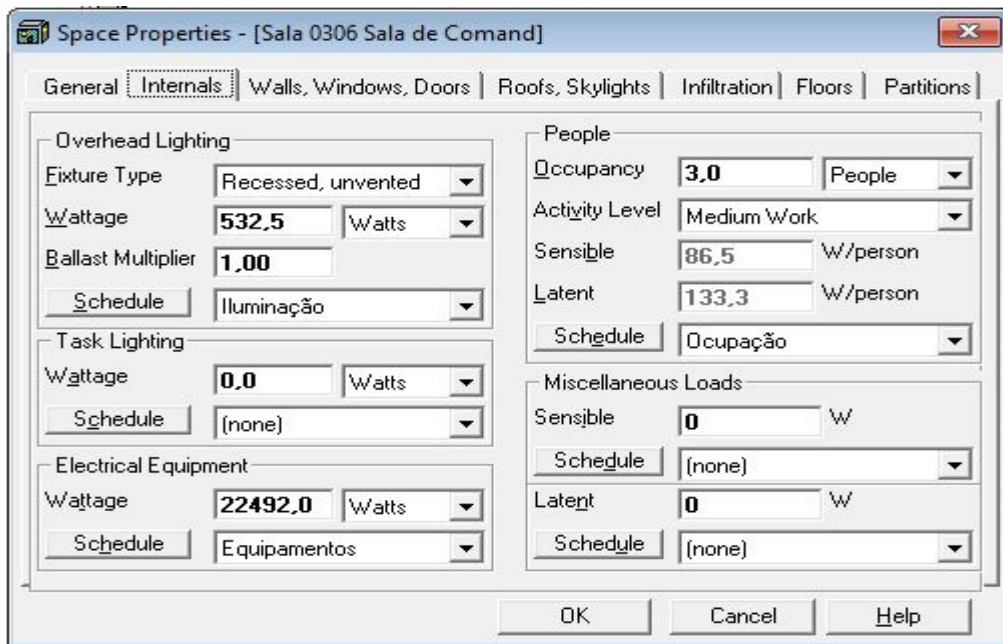 Space Properties - [Sala 0306 Sala de Comand]
General Internals Walls, Windows, Doors Roofs, Skylights Infiltration Floors Partitions
Overhead Lighting
Fixture Type Recessed, unvented
Wattage 532,5 Watts
Ballast Multiplier 1,00
Schedule Iluminação
Task Lighting
Wattage 0,0 Watts
Schedule (none)
Electrical Equipment
Wattage 22492,0 Watts
Schedule Equipamentos
People
Occupancy 3,0 People
Activity Level Medium Work
Sensible 86,5 W/person
Latent 133,3 W/person
Schedule Ocupação
Miscellaneous Loads
Sensible 0 W
Schedule (none)
Latent 0 W
Schedule (none)
OK Cancel Help